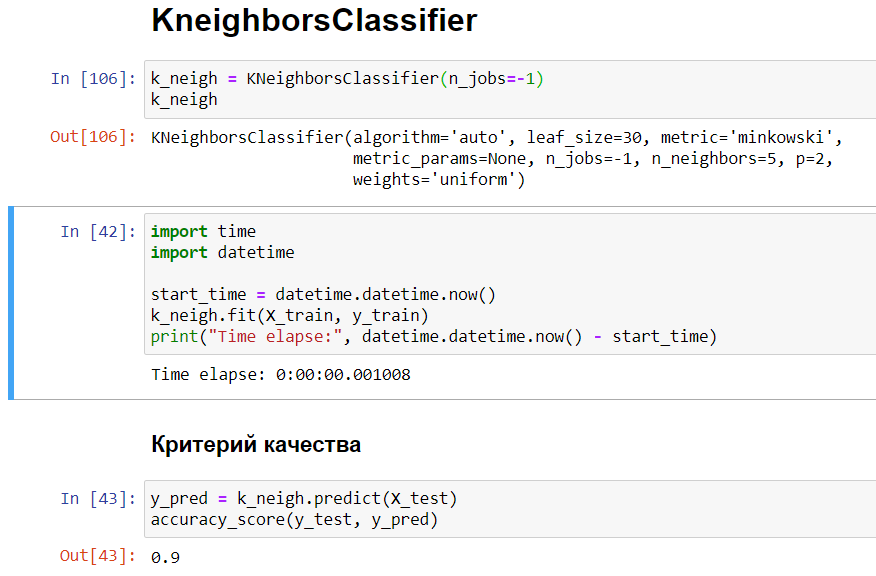 KneighborsClassifier
In [106]: k_neigh = KNeighborsClassifier(n_jobs=-1)
k_neigh
Out[106]: KNeighborsClassifier(algorithm='auto', leaf_size=30, metric='minkowski',
metric_params=None, n_jobs=-1, n_neighbors=5, p=2,
weights='uniform')
In [42]: import time
import datetime
start_time = datetime.datetime.now()
k_neigh.fit(X_train, y_train)
print("Time elapse:", datetime.datetime.now() - start_time)
Time elapse: 0:00:00.001008
Критерий качества
In [43]: y_pred = k_neigh.predict(X_test)
accuracy_score(y_test, y_pred)
Out[43]: 0.9